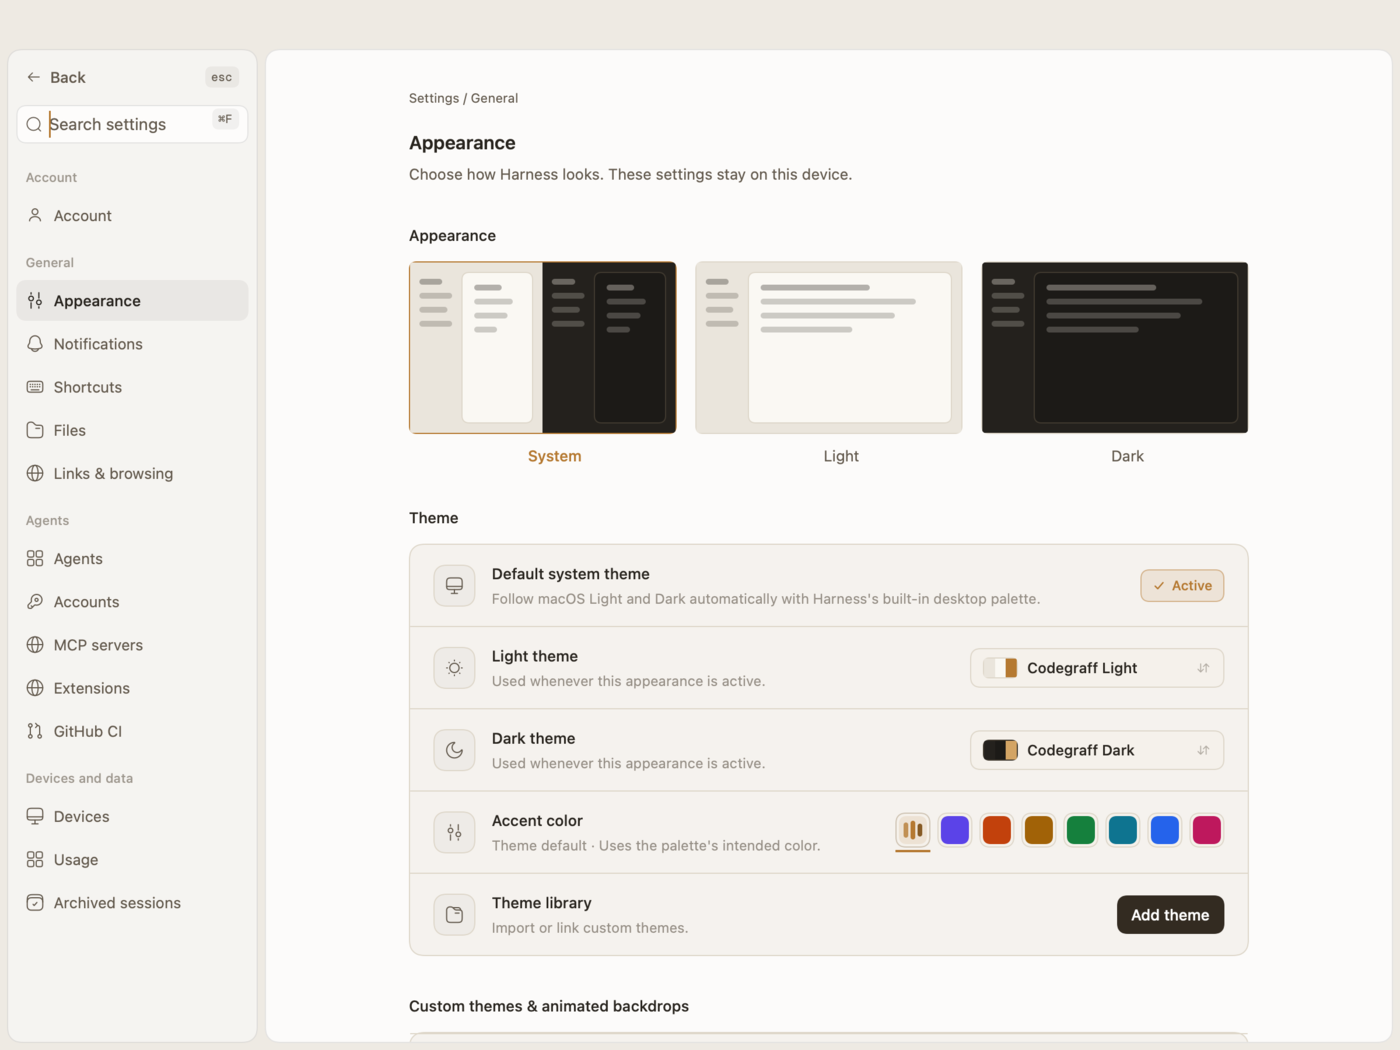 Back
esc
Search settings
⌘F
Account
Account
General
Appearance
Notifications
Shortcuts
Files
Links & browsing
Agents
Agents
Accounts
MCP servers
Extensions
GitHub CI
Devices and data
Devices
Usage
Archived sessions
Settings / General
Appearance
Choose how Harness looks. These settings stay on this device.
Appearance
System
Light
Dark
Theme
Default system theme
Follow macOS Light and Dark automatically with Harness's built-in desktop palette.
Active
Light theme
Used whenever this appearance is active.
Codegraff Light
Dark theme
Used whenever this appearance is active.
Codegraff Dark
Accent color
Theme default · Uses the palette's intended color.
Theme library
Import or link custom themes.
Add theme
Custom themes & animated backdrops